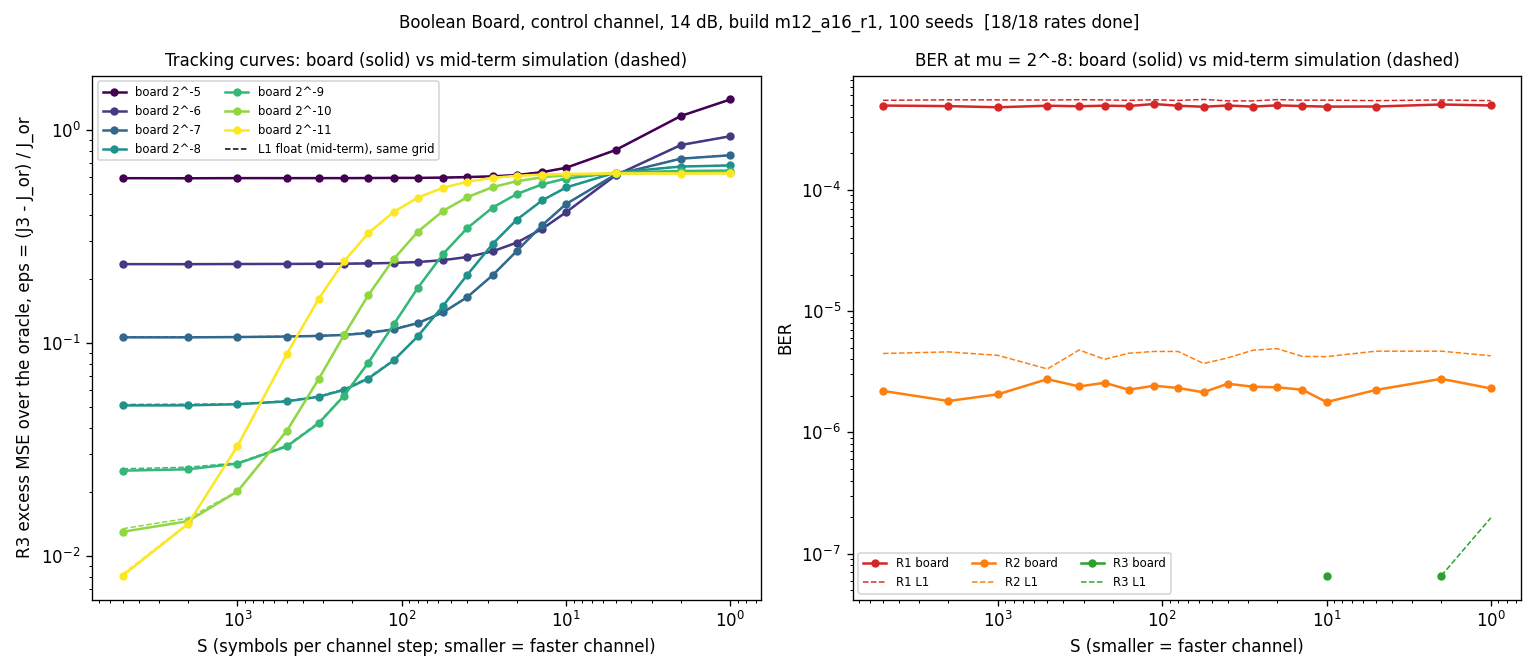 Boolean Board, control channel, 14 dB, build m12_a16_r1, 100 seeds  [18/18 rates done]
Tracking curves: board (solid) vs mid-term simulation (dashed)
R3 excess MSE over the oracle, eps = (J3 - J_or) / J_or
10^0
10^-1
10^-2
board 2^-5
board 2^-6
board 2^-7
board 2^-8
board 2^-9
board 2^-10
board 2^-11
L1 float (mid-term), same grid
10^3
10^2
10^1
10^0
S (symbols per channel step; smaller = faster channel)
BER at mu = 2^-8: board (solid) vs mid-term simulation (dashed)
BER
10^-4
10^-5
10^-6
10^-7
R1 board
R1 L1
R2 board
R2 L1
R3 board
R3 L1
10^3
10^2
10^1
10^0
S (smaller = faster channel)